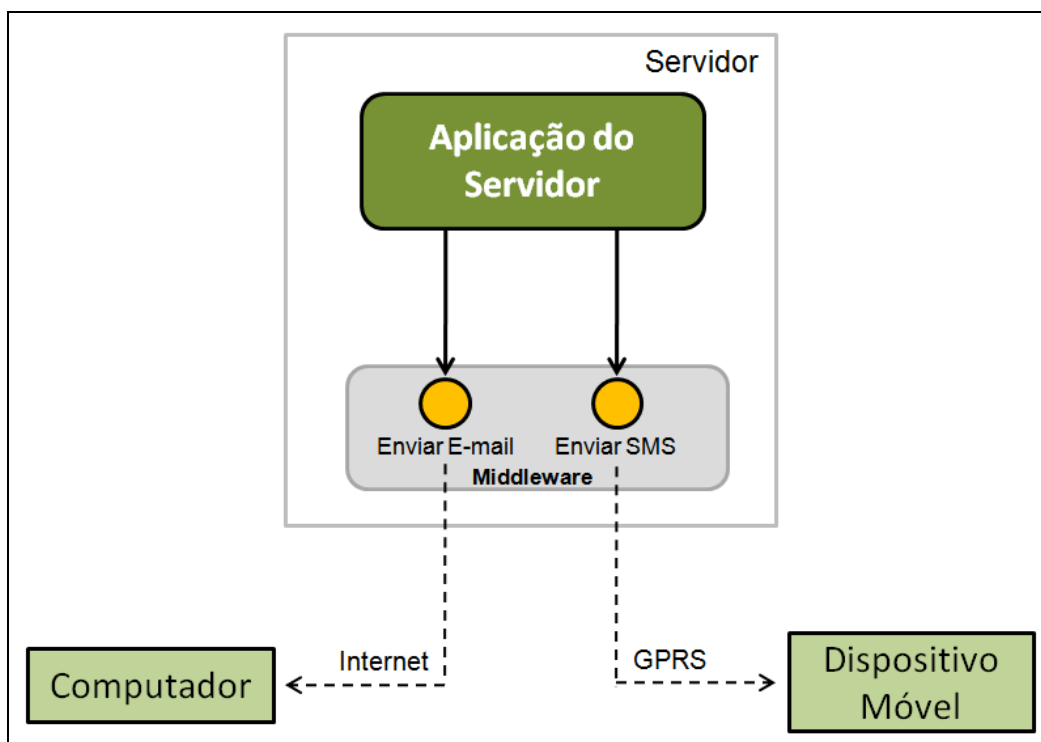 Servidor
Aplicação do
Servidor
Enviar E-mail
Enviar SMS
Middleware
Internet
GPRS
Computador
Dispositivo
Móvel